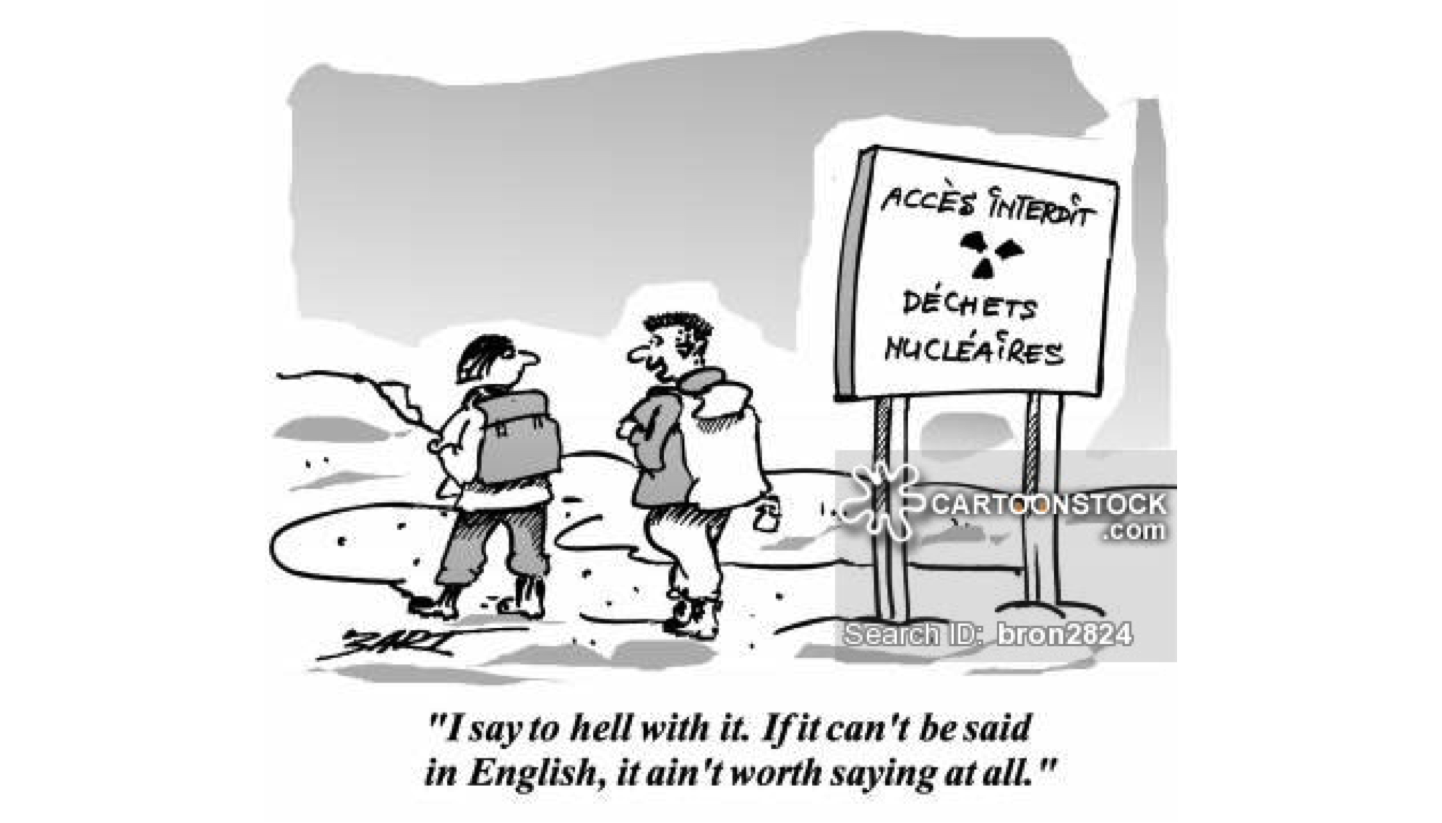 ACCÈS INTERDIT
DÉCHETS
NUCLÉAIRES
CARTOONSTOCK
.com
Search ID: bron2824
BART
"I say to hell with it. If it can't be said
in English, it ain't worth saying at all."